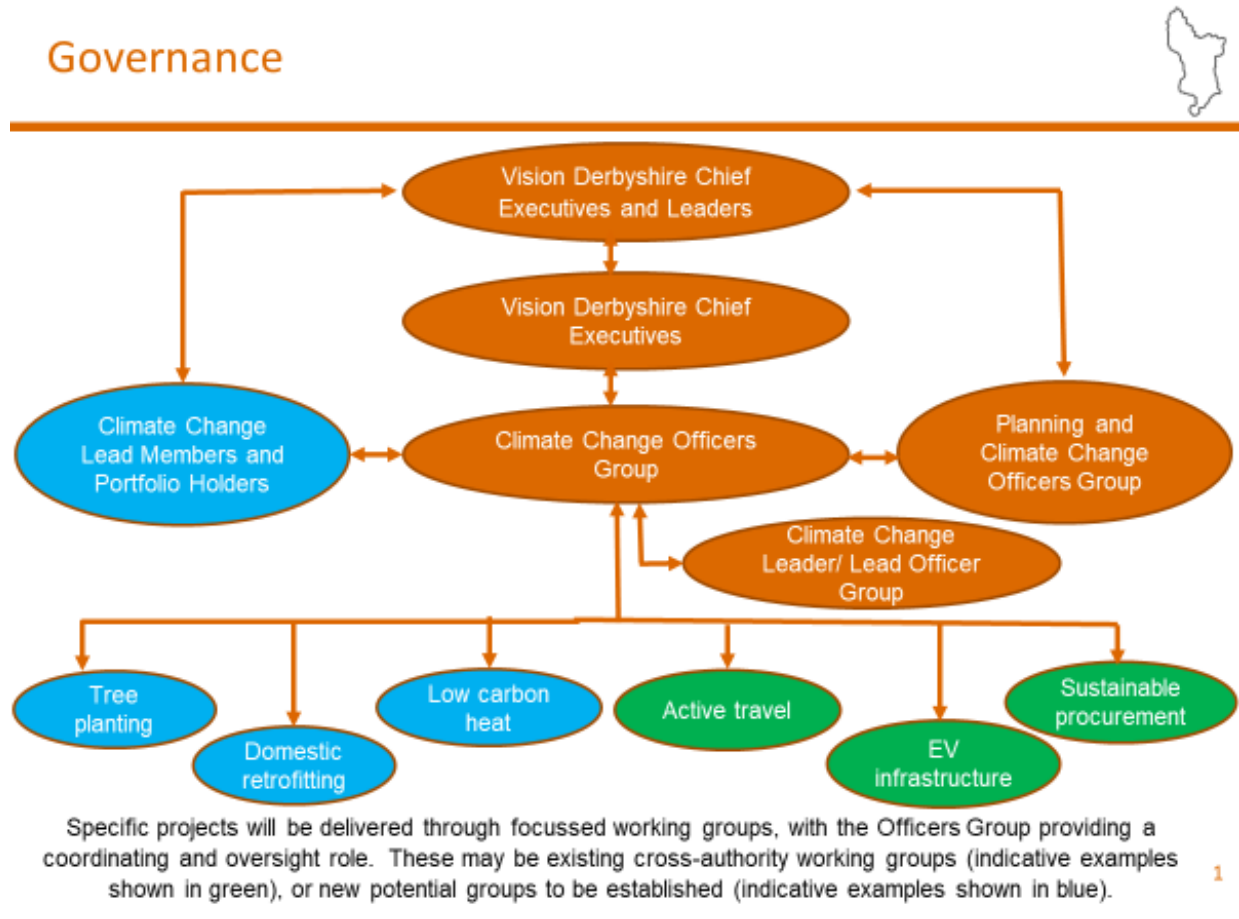 Governance
Vision Derbyshire Chief
Executives and Leaders
Vision Derbyshire Chief
Executives
Climate Change
Lead Members and
Portfolio Holders
Climate Change Officers
Group
Planning and
Climate Change
Officers Group
Climate Change
Leader/ Lead Officer
Group
Tree
planting
Domestic
retrofitting
Low carbon
heat
Active travel
EV
infrastructure
Sustainable
procurement
Specific projects will be delivered through focussed working groups, with the Officers Group providing a
coordinating and oversight role. These may be existing cross-authority working groups (indicative examples
shown in green), or new potential groups to be established (indicative examples shown in blue).
1